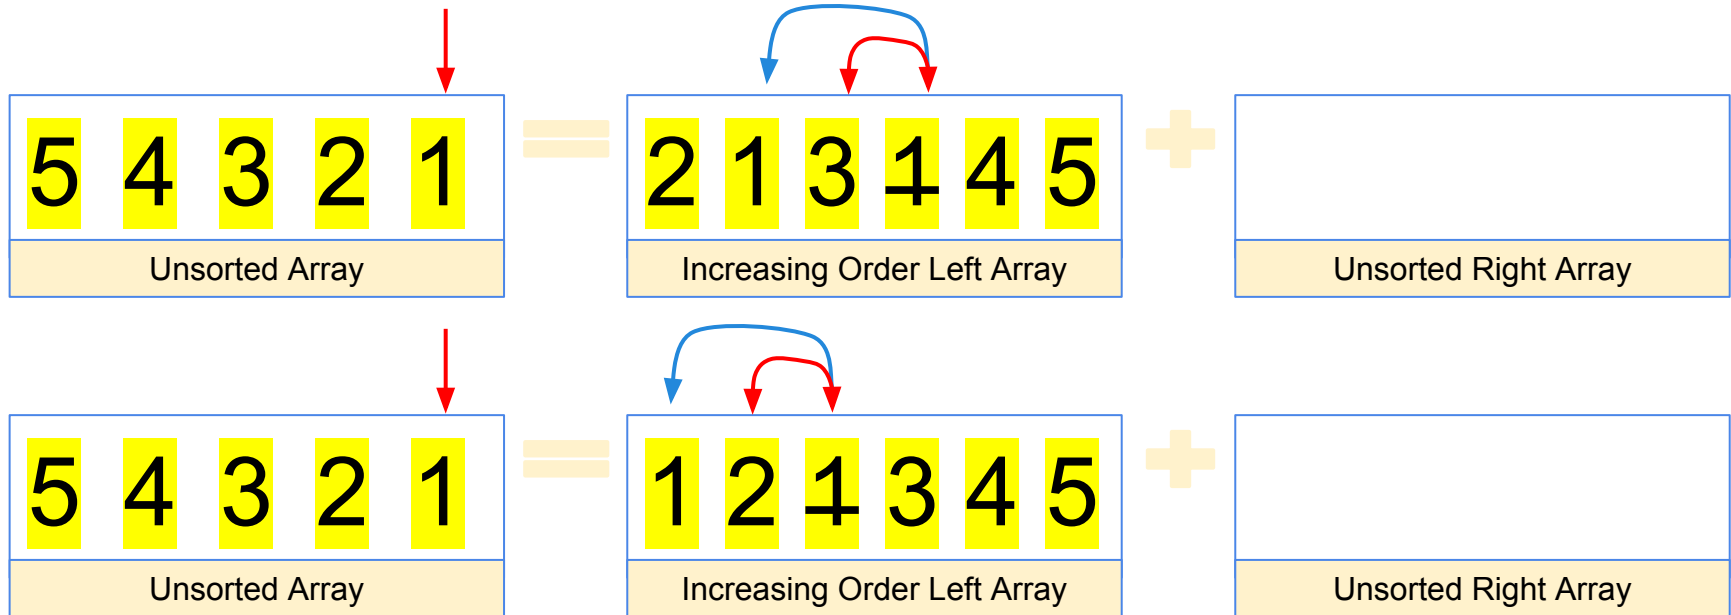 5 4 3 2 1
2 1 3 1 4 5
Unsorted Array
Increasing Order Left Array
Unsorted Right Array
5 4 3 2 1
1 2 1 3 4 5
Unsorted Array
Increasing Order Left Array
Unsorted Right Array